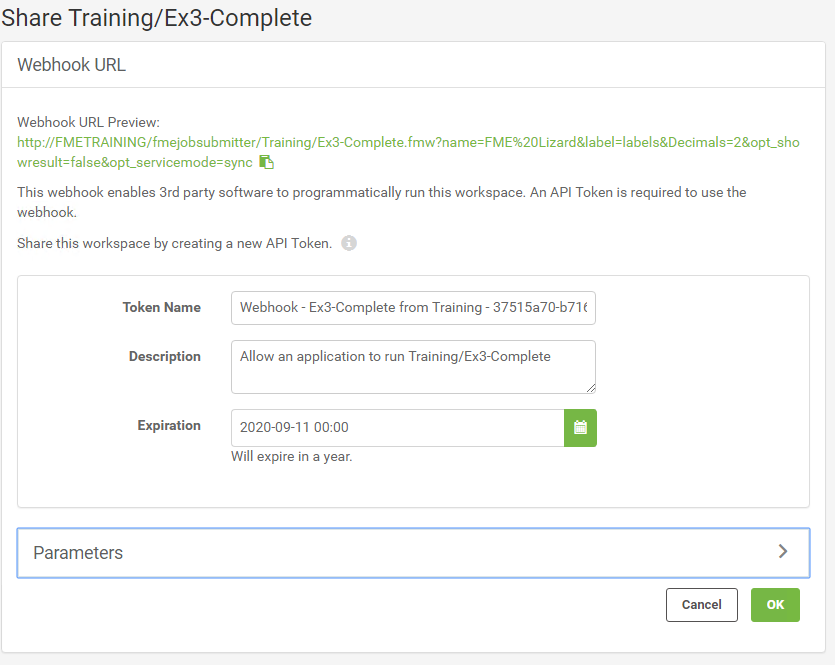 Share Training/Ex3-Complete
Webhook URL
Webhook URL Preview:
http://FMETRAINING/fmejobsubmitter/Training/Ex3-Complete.fmw?name=FME%20Lizard&label=labels&Decimals=2&opt_sho
wresult=false&opt_servicemode=sync
This webhook enables 3rd party software to programmatically run this workspace. An API Token is required to use the
webhook.
Share this workspace by creating a new API Token.
Token Name
Webhook - Ex3-Complete from Training - 37515a70-b716
Description
Allow an application to run Training/Ex3-Complete
Expiration
2020-09-11 00:00
Will expire in a year.
Parameters
Cancel
OK